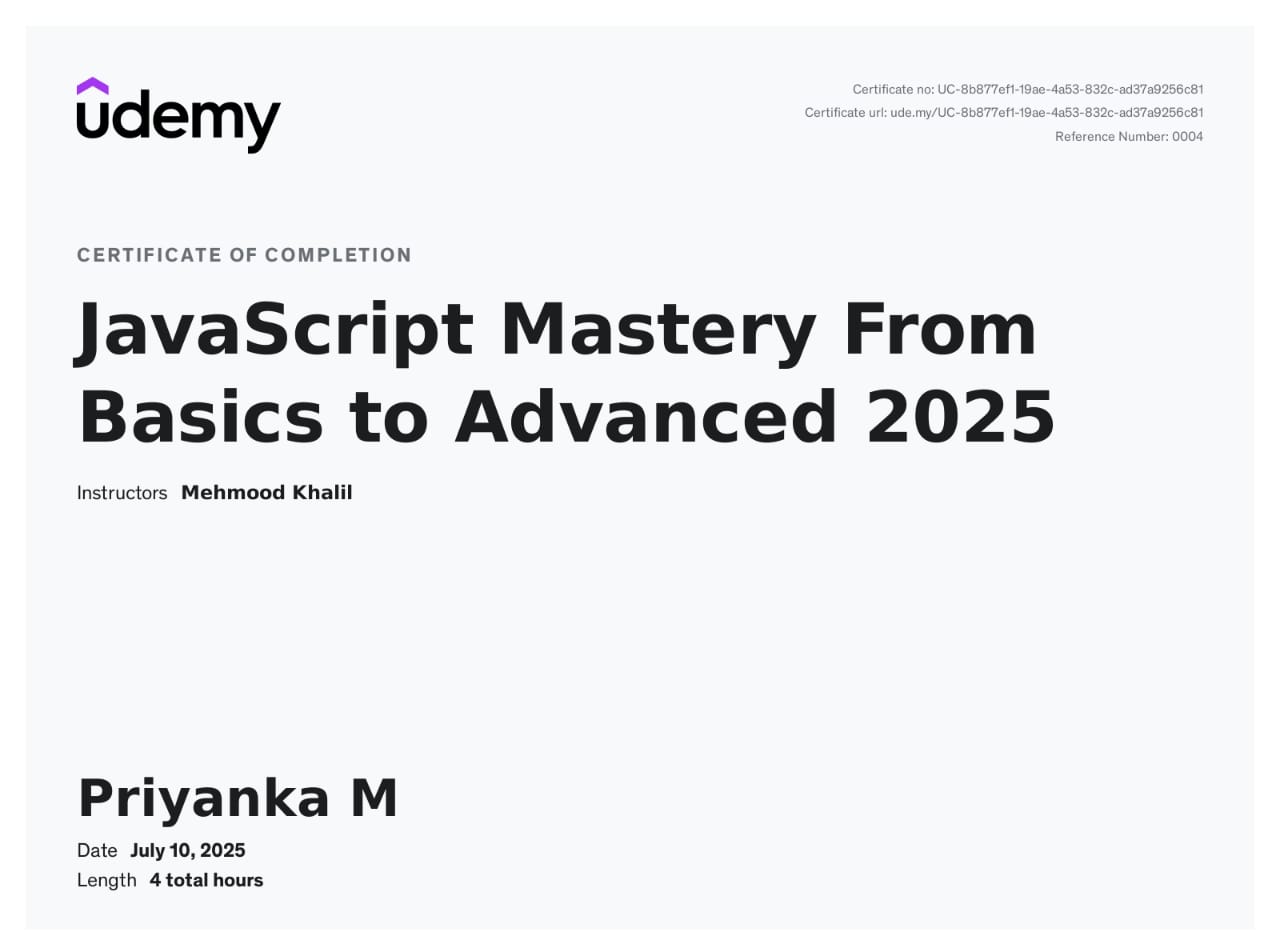 udemy
Certificate no: UC-8b877ef1-19ae-4a53-832c-ad37a9256c81
Certificate url: ude.my/UC-8b877ef1-19ae-4a53-832c-ad37a9256c81
Reference Number: 0004
CERTIFICATE OF COMPLETION
JavaScript Mastery From
Basics to Advanced 2025
Instructors Mehmood Khalil
Priyanka M
Date July 10, 2025
Length 4 total hours